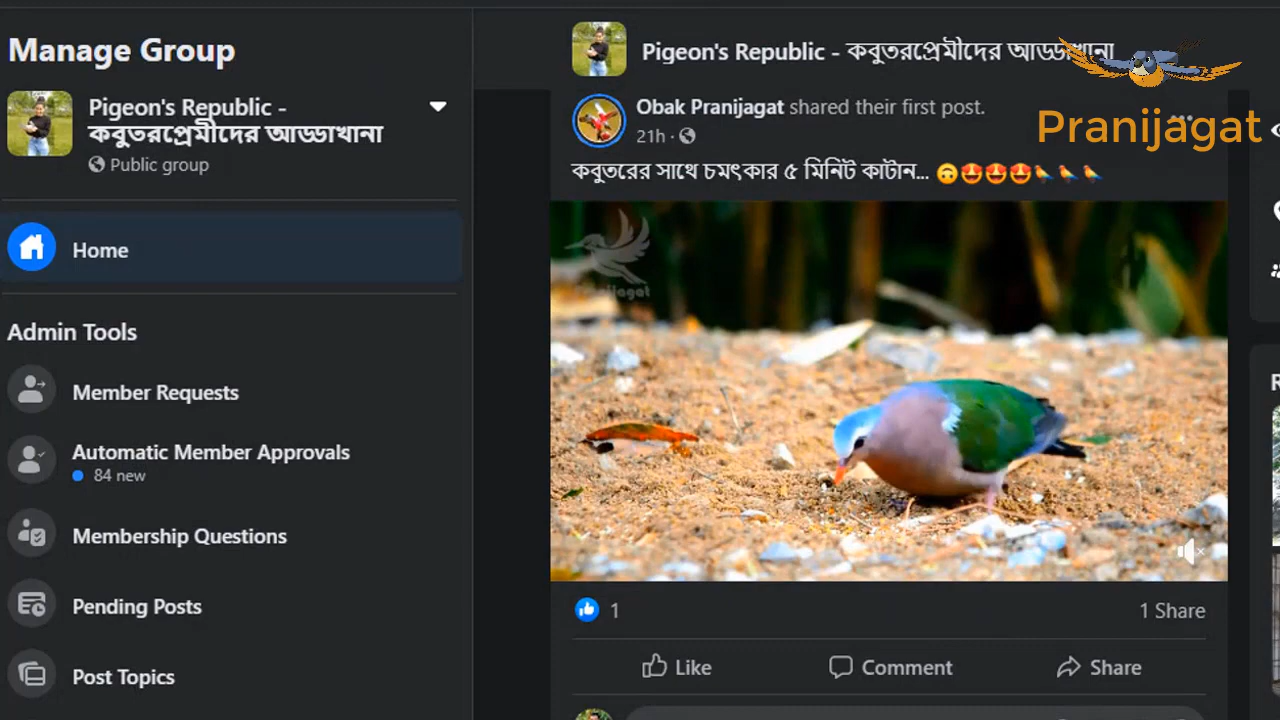 Manage Group
Pigeon's Republic -
কবুতরপ্রেমীদের আড্ডাখানা
Public group
Home
Admin Tools
Member Requests
Automatic Member Approvals
84 new
Membership Questions
Pending Posts
Post Topics
Pigeon's Republic - কবুতরপ্রেমীদের আড্ডাখানা
Pranijagat
Obak Pranijagat shared their first post.
21h
কবুতরের সাথে চমৎকার ৫ মিনিট কাটান... 🙃🤩🤩🤩🐦🐦🐦
Pranijagat
1
1 Share
Like
Comment
Share